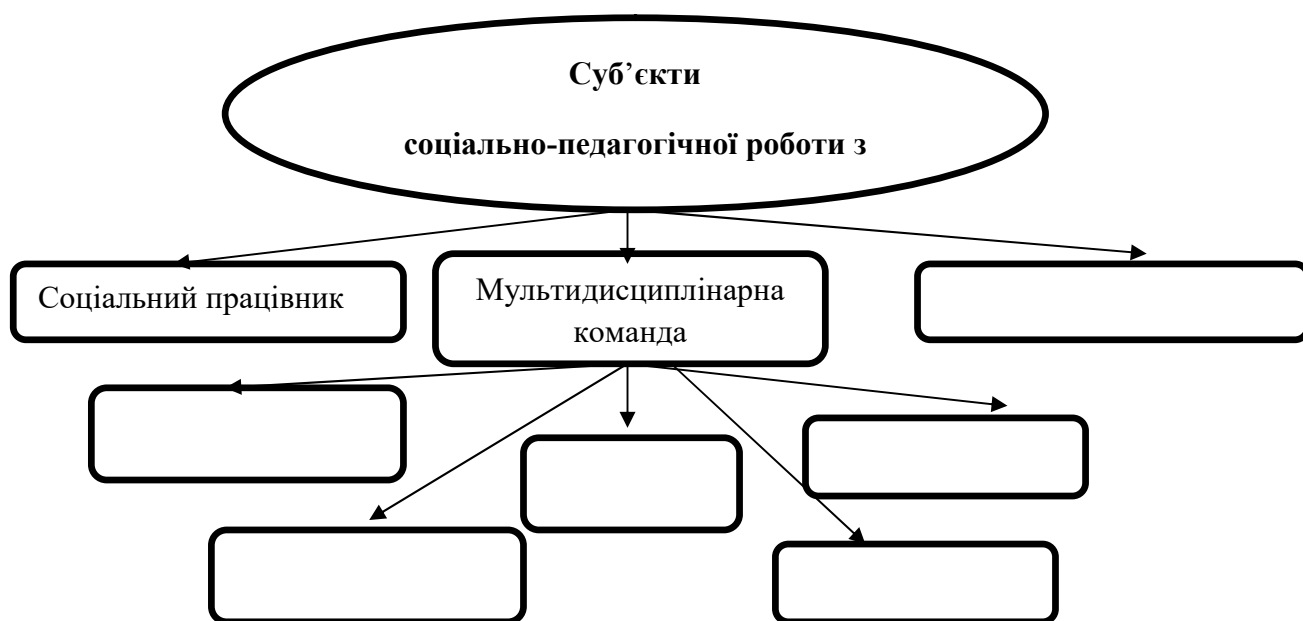 Суб’єкти
соціально-педагогічної роботи з
Соціальний працівник
Мультидисциплінарна
команда